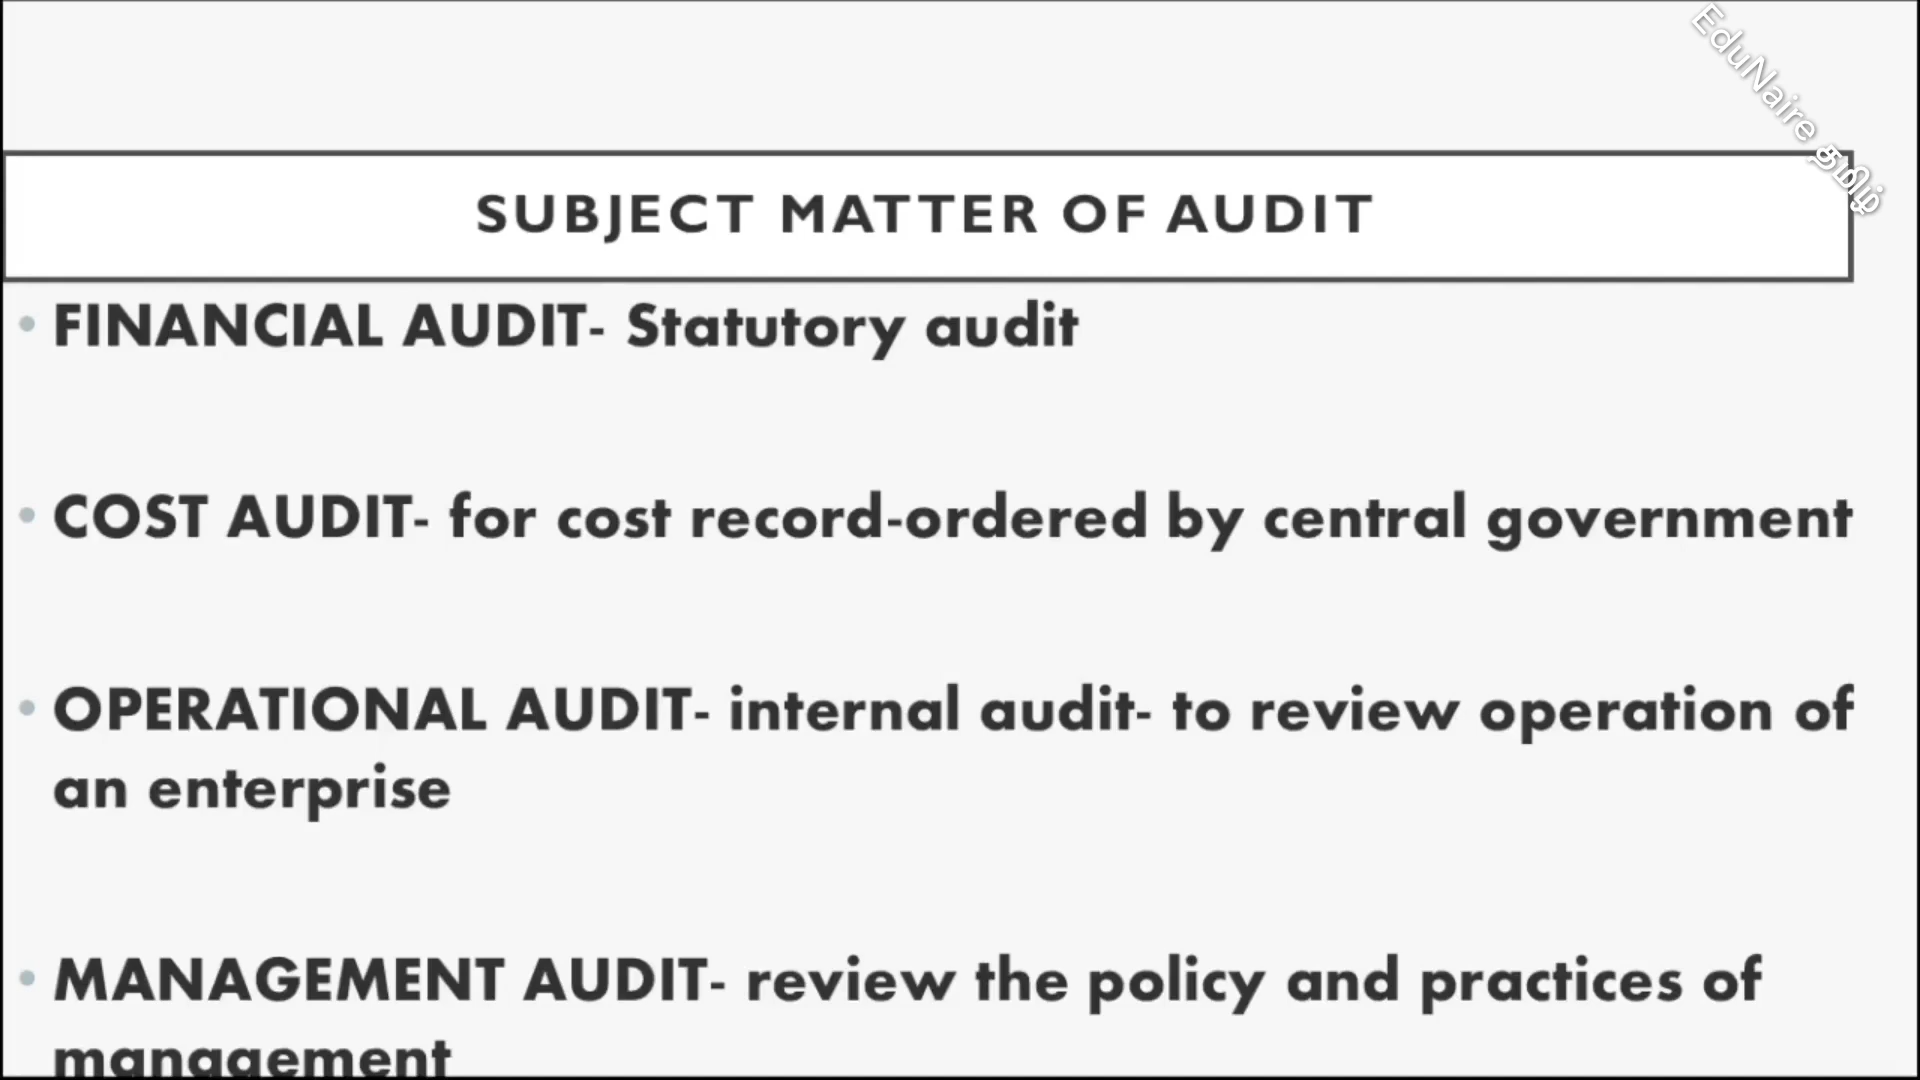 EduNaire தமிழ்
SUBJECT MATTER OF AUDIT
• FINANCIAL AUDIT- Statutory audit
• COST AUDIT- for cost record-ordered by central government
• OPERATIONAL AUDIT- internal audit- to review operation of
an enterprise
• MANAGEMENT AUDIT- review the policy and practices of
management